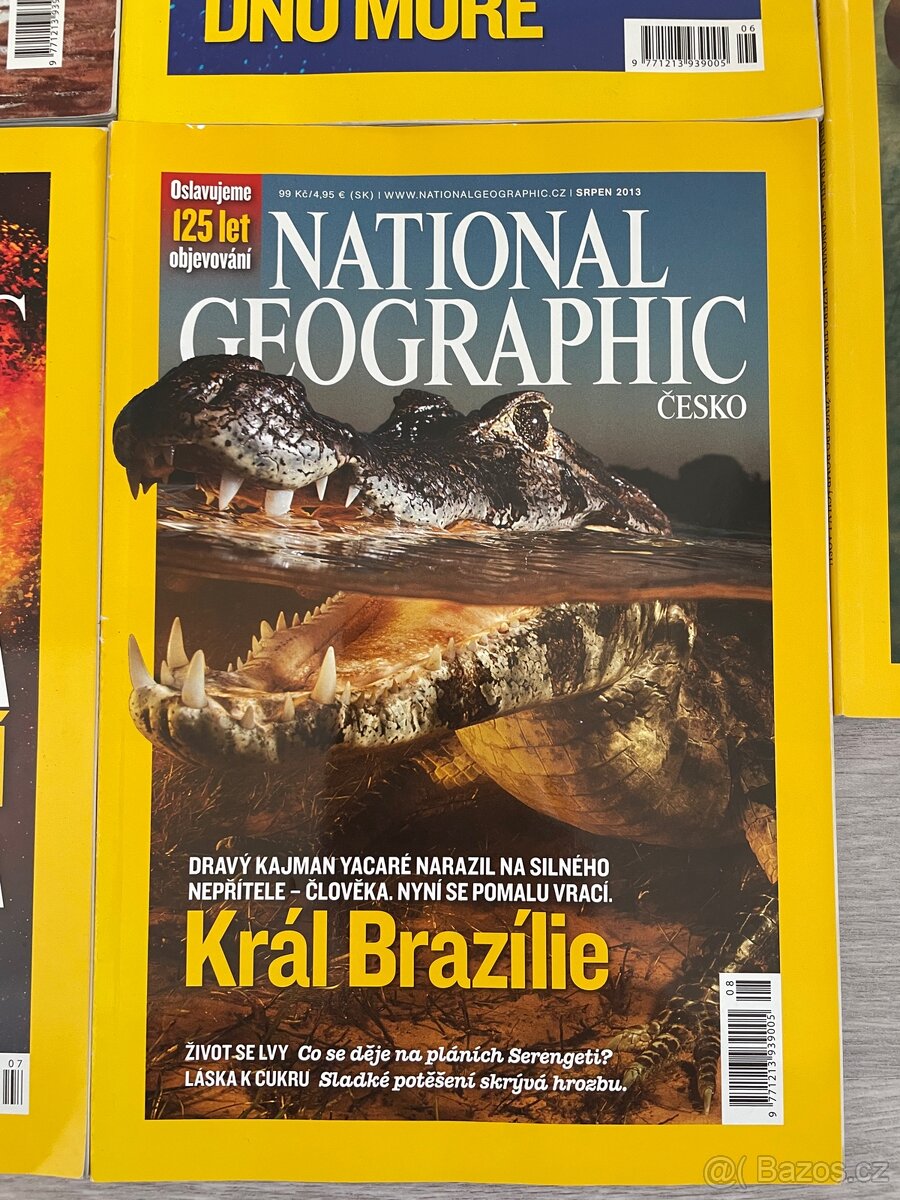 DNU MOŘE
06
9 771213 939005
Oslavujeme
125 let
objevování
99 Kč/4,95 € (SK) | WWW.NATIONALGEOGRAPHIC.CZ | SRPEN 2013
NATIONAL
GEOGRAPHIC
ČESKO
DRAVÝ KAJMAN YACARÉ NARAZIL NA SILNÉHO
NEPŘÍTELE – ČLOVĚKA. NYNÍ SE POMALU VRACÍ.
Král Brazílie
ŽIVOT SE LVY Co se děje na pláních Serengeti?
LÁSKA K CUKRU Sladké potěšení skrývá hrozbu.
08
9 771213 939005
07
@( Bazos.cz